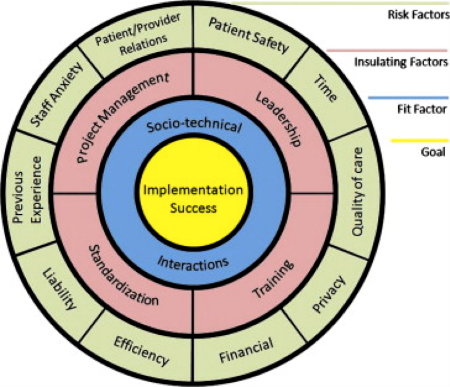 Patient/Provider
Relations
Patient Safety
Time
Quality of care
Privacy
Financial
Efficiency
Liability
Previous
Experience
Staff Anxiety
Project Management
Leadership
Training
Standardization
Socio-technical
Interactions
Implementation
Success
Risk Factors
Insulating Factors
Fit Factor
Goal